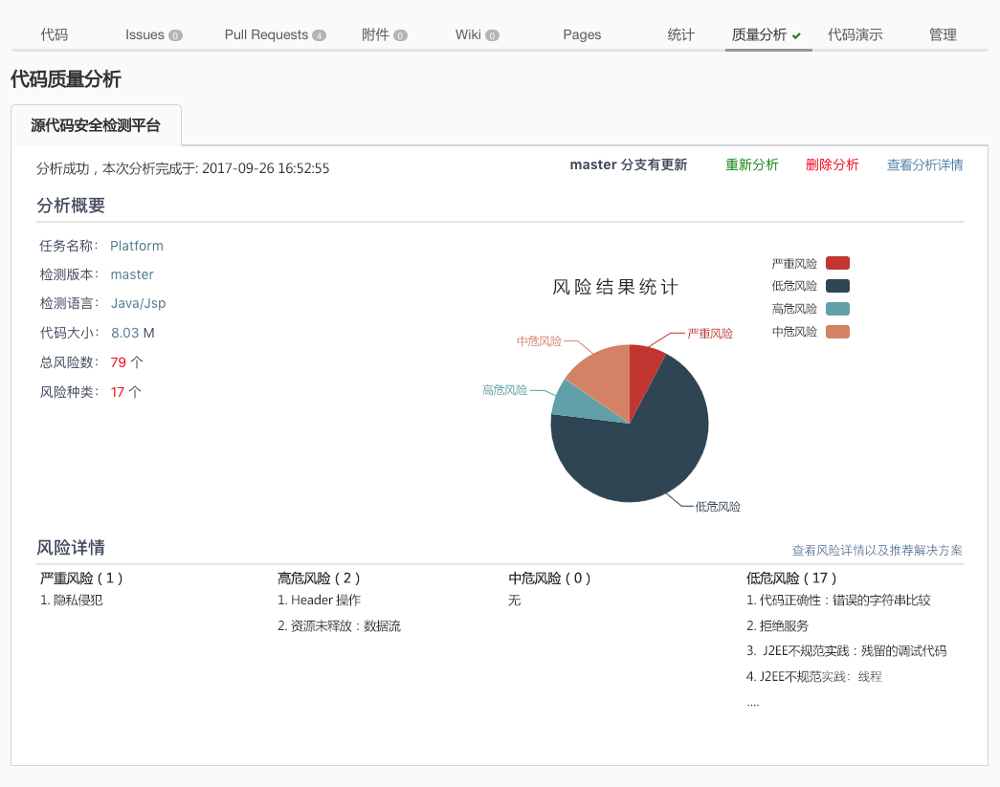 代码 Issues 0 Pull Requests 4 附件 0 Wiki 0 Pages 统计 质量分析 代码演示 管理
代码质量分析
源代码安全检测平台
分析成功，本次分析完成于: 2017-09-26 16:52:55 master 分支有更新 重新分析 删除分析 查看分析详情
分析概要
任务名称： Platform
检测版本： master
检测语言： Java/Jsp
代码大小： 8.03 M
总风险数： 79 个
风险种类： 17 个
风险结果统计
严重风险
低危风险
高危风险
中危风险
严重风险
中危风险
高危风险
低危风险
风险详情 查看风险详情以及推荐解决方案
严重风险 ( 1 ) 高危风险 ( 2 ) 中危风险 ( 0 ) 低危风险 ( 17 )
1. 隐私侵犯 1. Header 操作 无 1. 代码正确性：错误的字符串比较
2. 资源未释放：数据流 2. 拒绝服务
3. J2EE不规范实践：残留的调试代码
4. J2EE不规范实践：线程
....